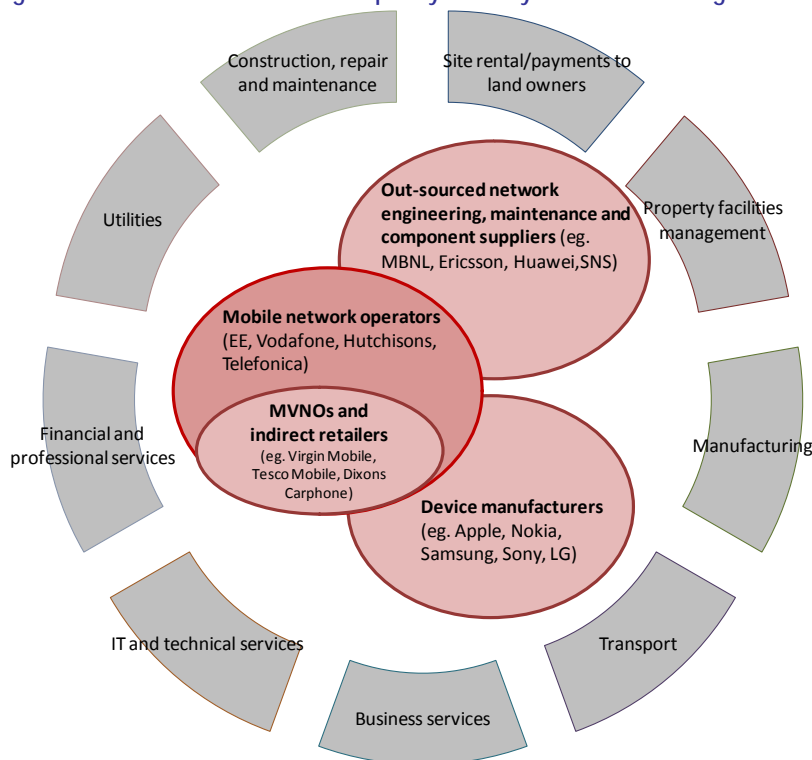 Construction, repair
and maintenance
Site rental/payments to
land owners
Out-sourced network
engineering, maintenance and
component suppliers (eg.
MBNL, Ericsson, Huawei,SNS)
Property facilities
management
Utilities
Mobile network operators
(EE, Vodafone, Hutchisons,
Telefonica)
MVNOs and
indirect retailers
(eg. Virgin Mobile,
Tesco Mobile, Dixons
Carphone)
Financial and
professional services
Manufacturing
Device manufacturers
(eg. Apple, Nokia,
Samsung, Sony, LG)
IT and technical services
Transport
Business services